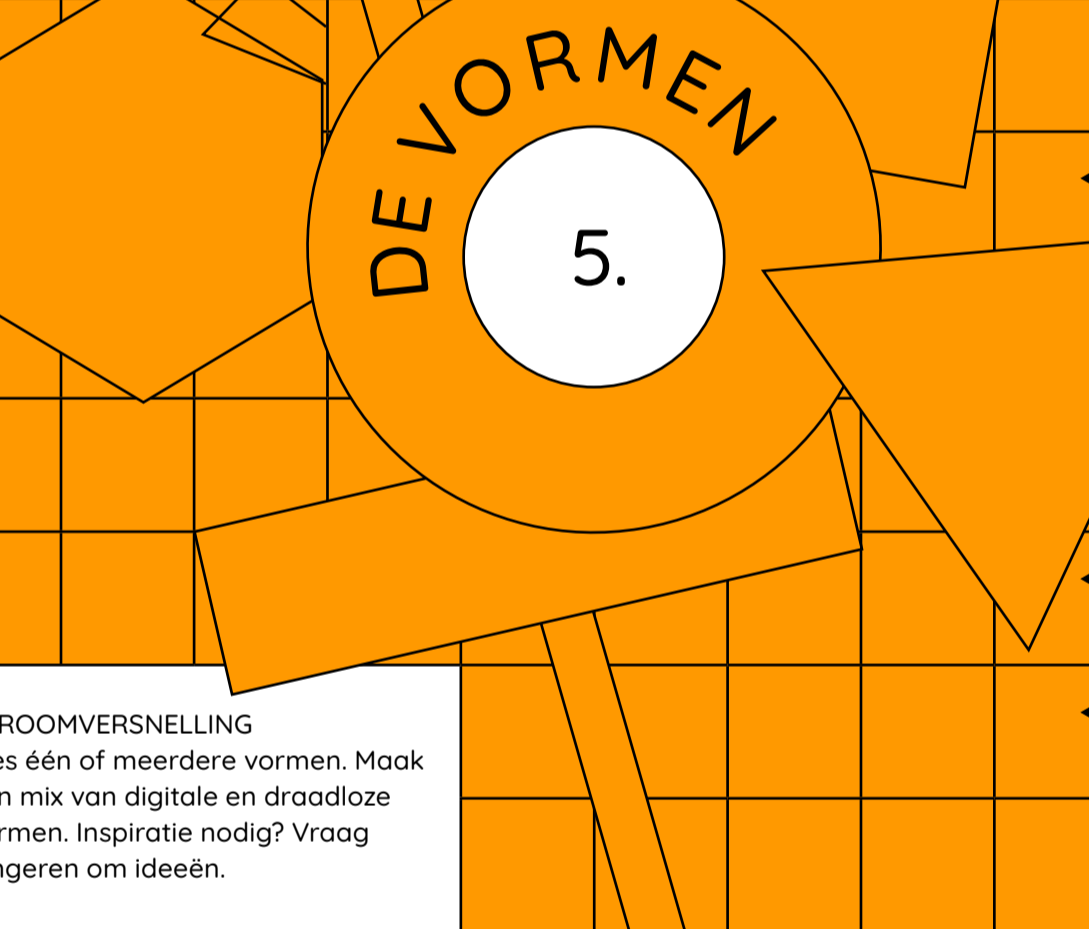 DE VORMEN
5.
ROOMVERSNELLING
es één of meerdere vormen. Maak
n mix van digitale en draadloze
rmen. Inspiratie nodig? Vraag
ngeren om ideeën.